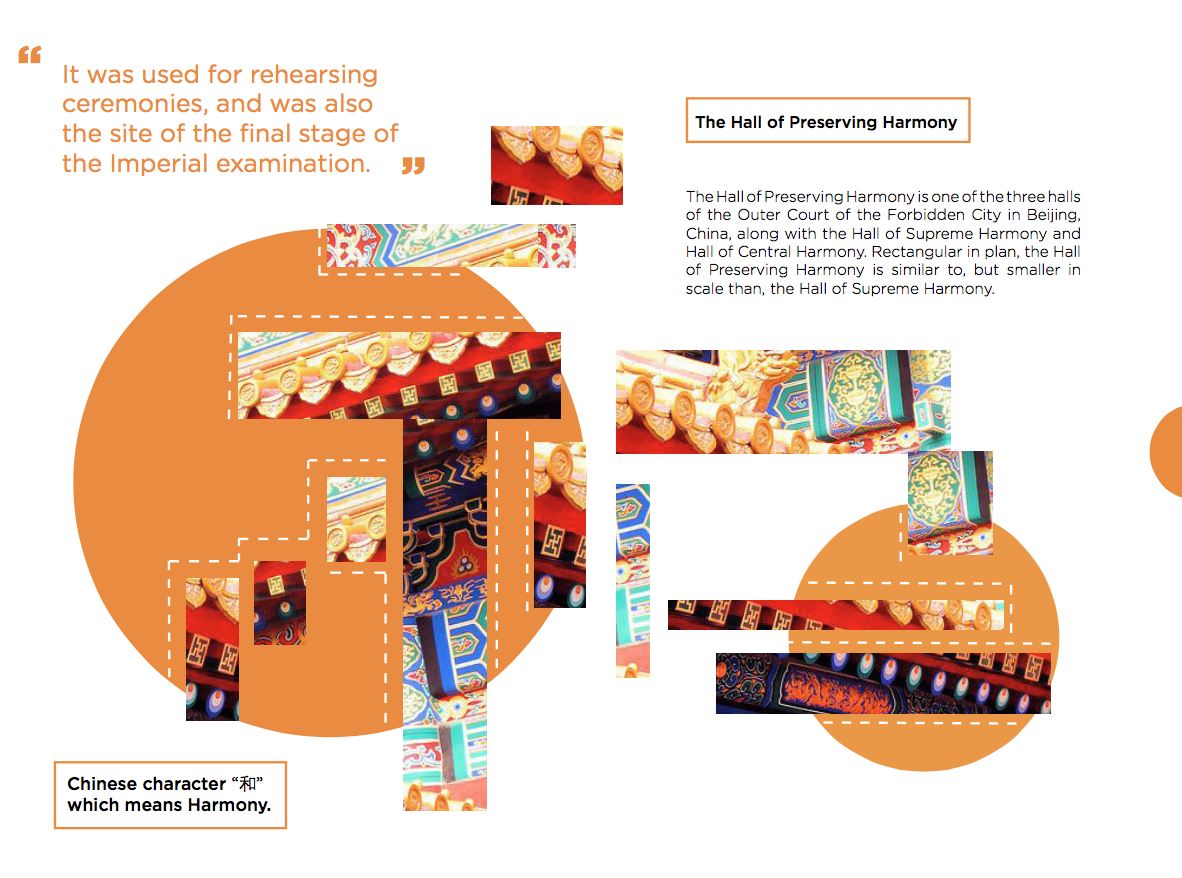 “
It was used for rehearsing
ceremonies, and was also
the site of the final stage of
the Imperial examination. ”
The Hall of Preserving Harmony
The Hall of Preserving Harmony is one of the three halls
of the Outer Court of the Forbidden City in Beijing,
China, along with the Hall of Supreme Harmony and
Hall of Central Harmony. Rectangular in plan, the Hall
of Preserving Harmony is similar to, but smaller in
scale than, the Hall of Supreme Harmony.
Chinese character “和”
which means Harmony.